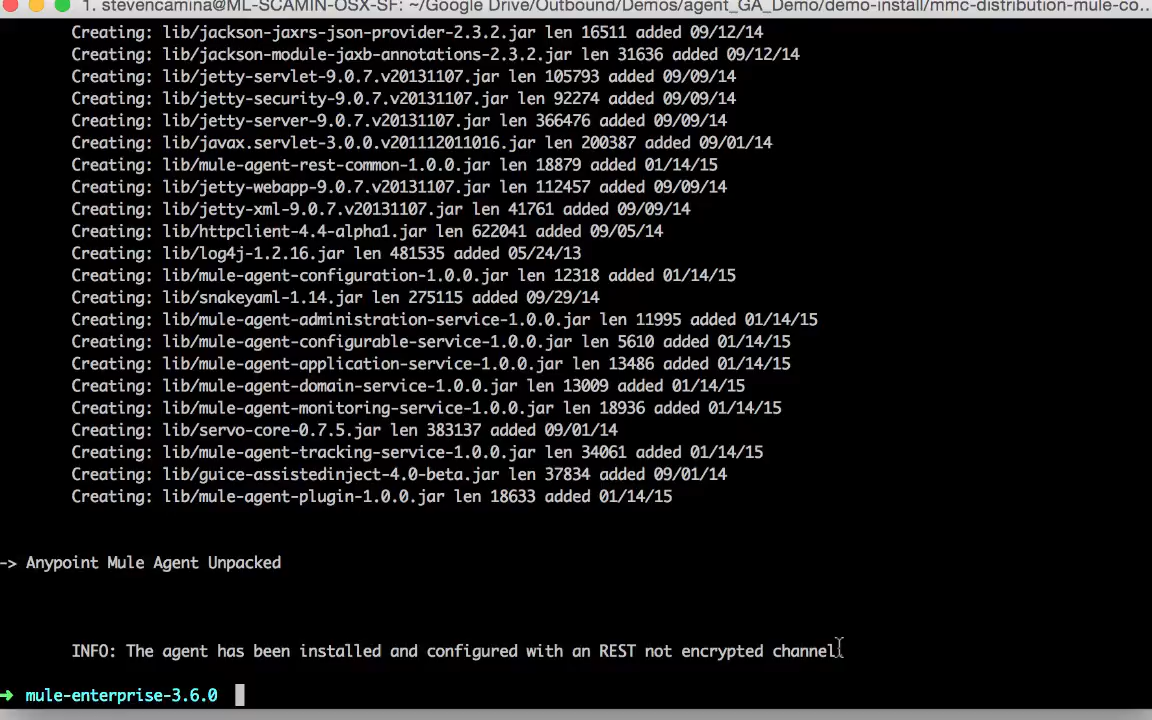 1. stevencamina@ML-SCAMIN-OSX-SF: ~/Google Drive/Outbound/Demos/agent_GA_Demo/demo-install/mmc-distribution-mule-co...
Creating: lib/jackson-jaxrs-json-provider-2.3.2.jar len 16511 added 09/12/14
Creating: lib/jackson-module-jaxb-annotations-2.3.2.jar len 31636 added 09/12/14
Creating: lib/jetty-servlet-9.0.7.v20131107.jar len 105793 added 09/09/14
Creating: lib/jetty-security-9.0.7.v20131107.jar len 92274 added 09/09/14
Creating: lib/jetty-server-9.0.7.v20131107.jar len 366476 added 09/09/14
Creating: lib/javax.servlet-3.0.0.v201112011016.jar len 200387 added 09/01/14
Creating: lib/mule-agent-rest-common-1.0.0.jar len 18879 added 01/14/15
Creating: lib/jetty-webapp-9.0.7.v20131107.jar len 112457 added 09/09/14
Creating: lib/jetty-xml-9.0.7.v20131107.jar len 41761 added 09/09/14
Creating: lib/httpclient-4.4-alpha1.jar len 622041 added 09/05/14
Creating: lib/log4j-1.2.16.jar len 481535 added 05/24/13
Creating: lib/mule-agent-configuration-1.0.0.jar len 12318 added 01/14/15
Creating: lib/snakeyaml-1.14.jar len 275115 added 09/29/14
Creating: lib/mule-agent-administration-service-1.0.0.jar len 11995 added 01/14/15
Creating: lib/mule-agent-configurable-service-1.0.0.jar len 5610 added 01/14/15
Creating: lib/mule-agent-application-service-1.0.0.jar len 13486 added 01/14/15
Creating: lib/mule-agent-domain-service-1.0.0.jar len 13009 added 01/14/15
Creating: lib/mule-agent-monitoring-service-1.0.0.jar len 18936 added 01/14/15
Creating: lib/servo-core-0.7.5.jar len 383137 added 09/01/14
Creating: lib/mule-agent-tracking-service-1.0.0.jar len 34061 added 01/14/15
Creating: lib/guice-assistedinject-4.0-beta.jar len 37834 added 09/01/14
Creating: lib/mule-agent-plugin-1.0.0.jar len 18633 added 01/14/15
-> Anypoint Mule Agent Unpacked
INFO: The agent has been installed and configured with an REST not encrypted channel
➜ mule-enterprise-3.6.0